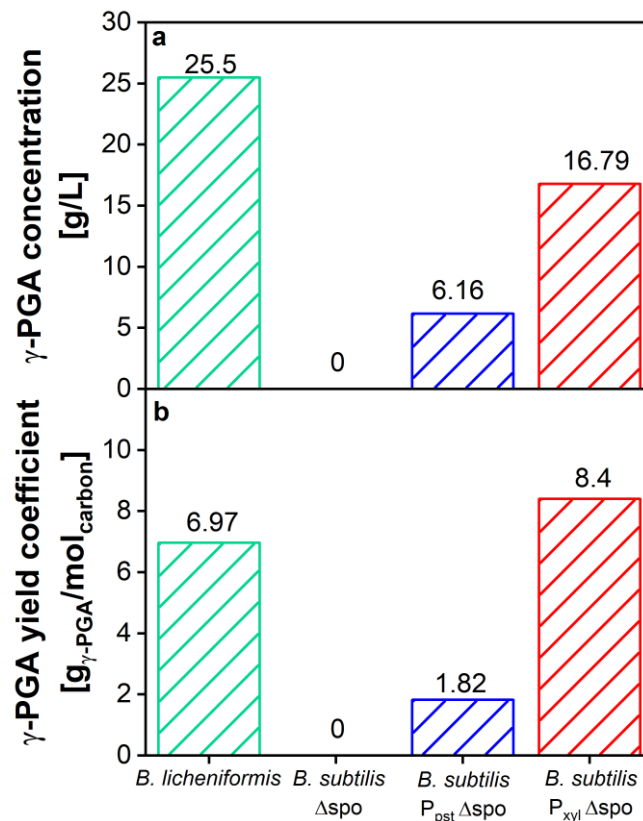 a
γ-PGA concentration
[g/L]
30
25
20
15
10
5
0
25.5
0
6.16
16.79
b
γ-PGA yield coefficient
[gγ-PGA/molcarbon]
10
8
6
4
2
0
6.97
0
1.82
8.4
B. licheniformis
B. subtilis
Δspo
B. subtilis
Ppst Δspo
B. subtilis
Pxyl Δspo